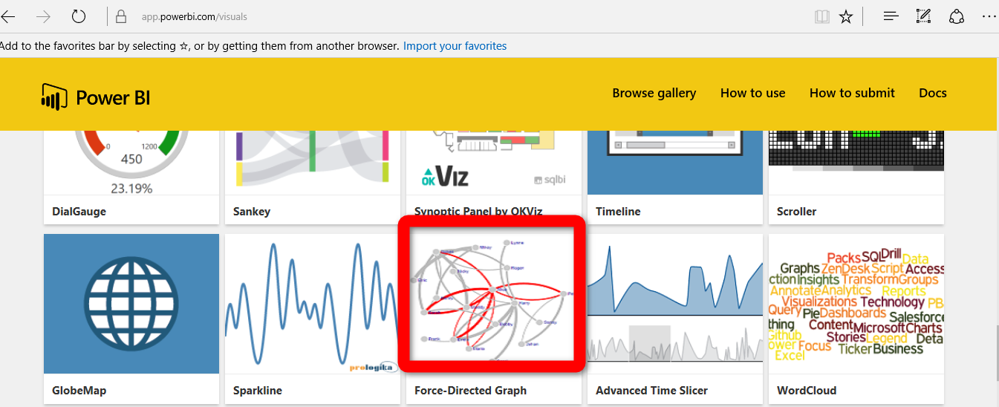 app.powerbi.com/visuals
Add to the favorites bar by selecting ☆, or by getting them from another browser. Import your favorites
Power BI
Browse gallery
How to use
How to submit
Docs
0
1200
450
23.19%
OK Viz
sqlbi
DialGauge
Sankey
Synoptic Panel by OKViz
Timeline
Scroller
prologika
Lynne
Roger
Harry
Frank
Packs SQL Drill Data
Graphs ZenDesk Script Access
ction Insights Transform Groups
Annotate Analytics Reports
Visualizations Technology PB
Query Pie Dashboards Salesforce
thing Content Microsoft Charts
Github Stories Legend Deta
ower Focus Ticker Business
Excel
GlobeMap
Sparkline
Force-Directed Graph
Advanced Time Slicer
WordCloud